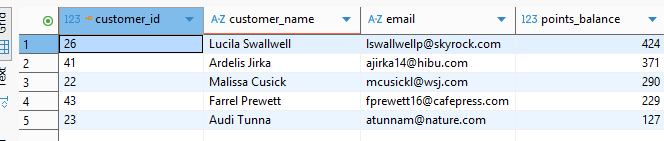 Grid
123 customer_id A-Z customer_name A-Z email 123 points_balance
1 26 Lucila Swallwell lswallwellp@skyrock.com 424
2 41 Ardelis Jirka ajirka14@hibu.com 371
3 22 Malissa Cusick mcusickl@wsj.com 290
4 43 Farrel Prewett fprewett16@cafepress.com 229
5 23 Audi Tunna atunnam@nature.com 127
Text